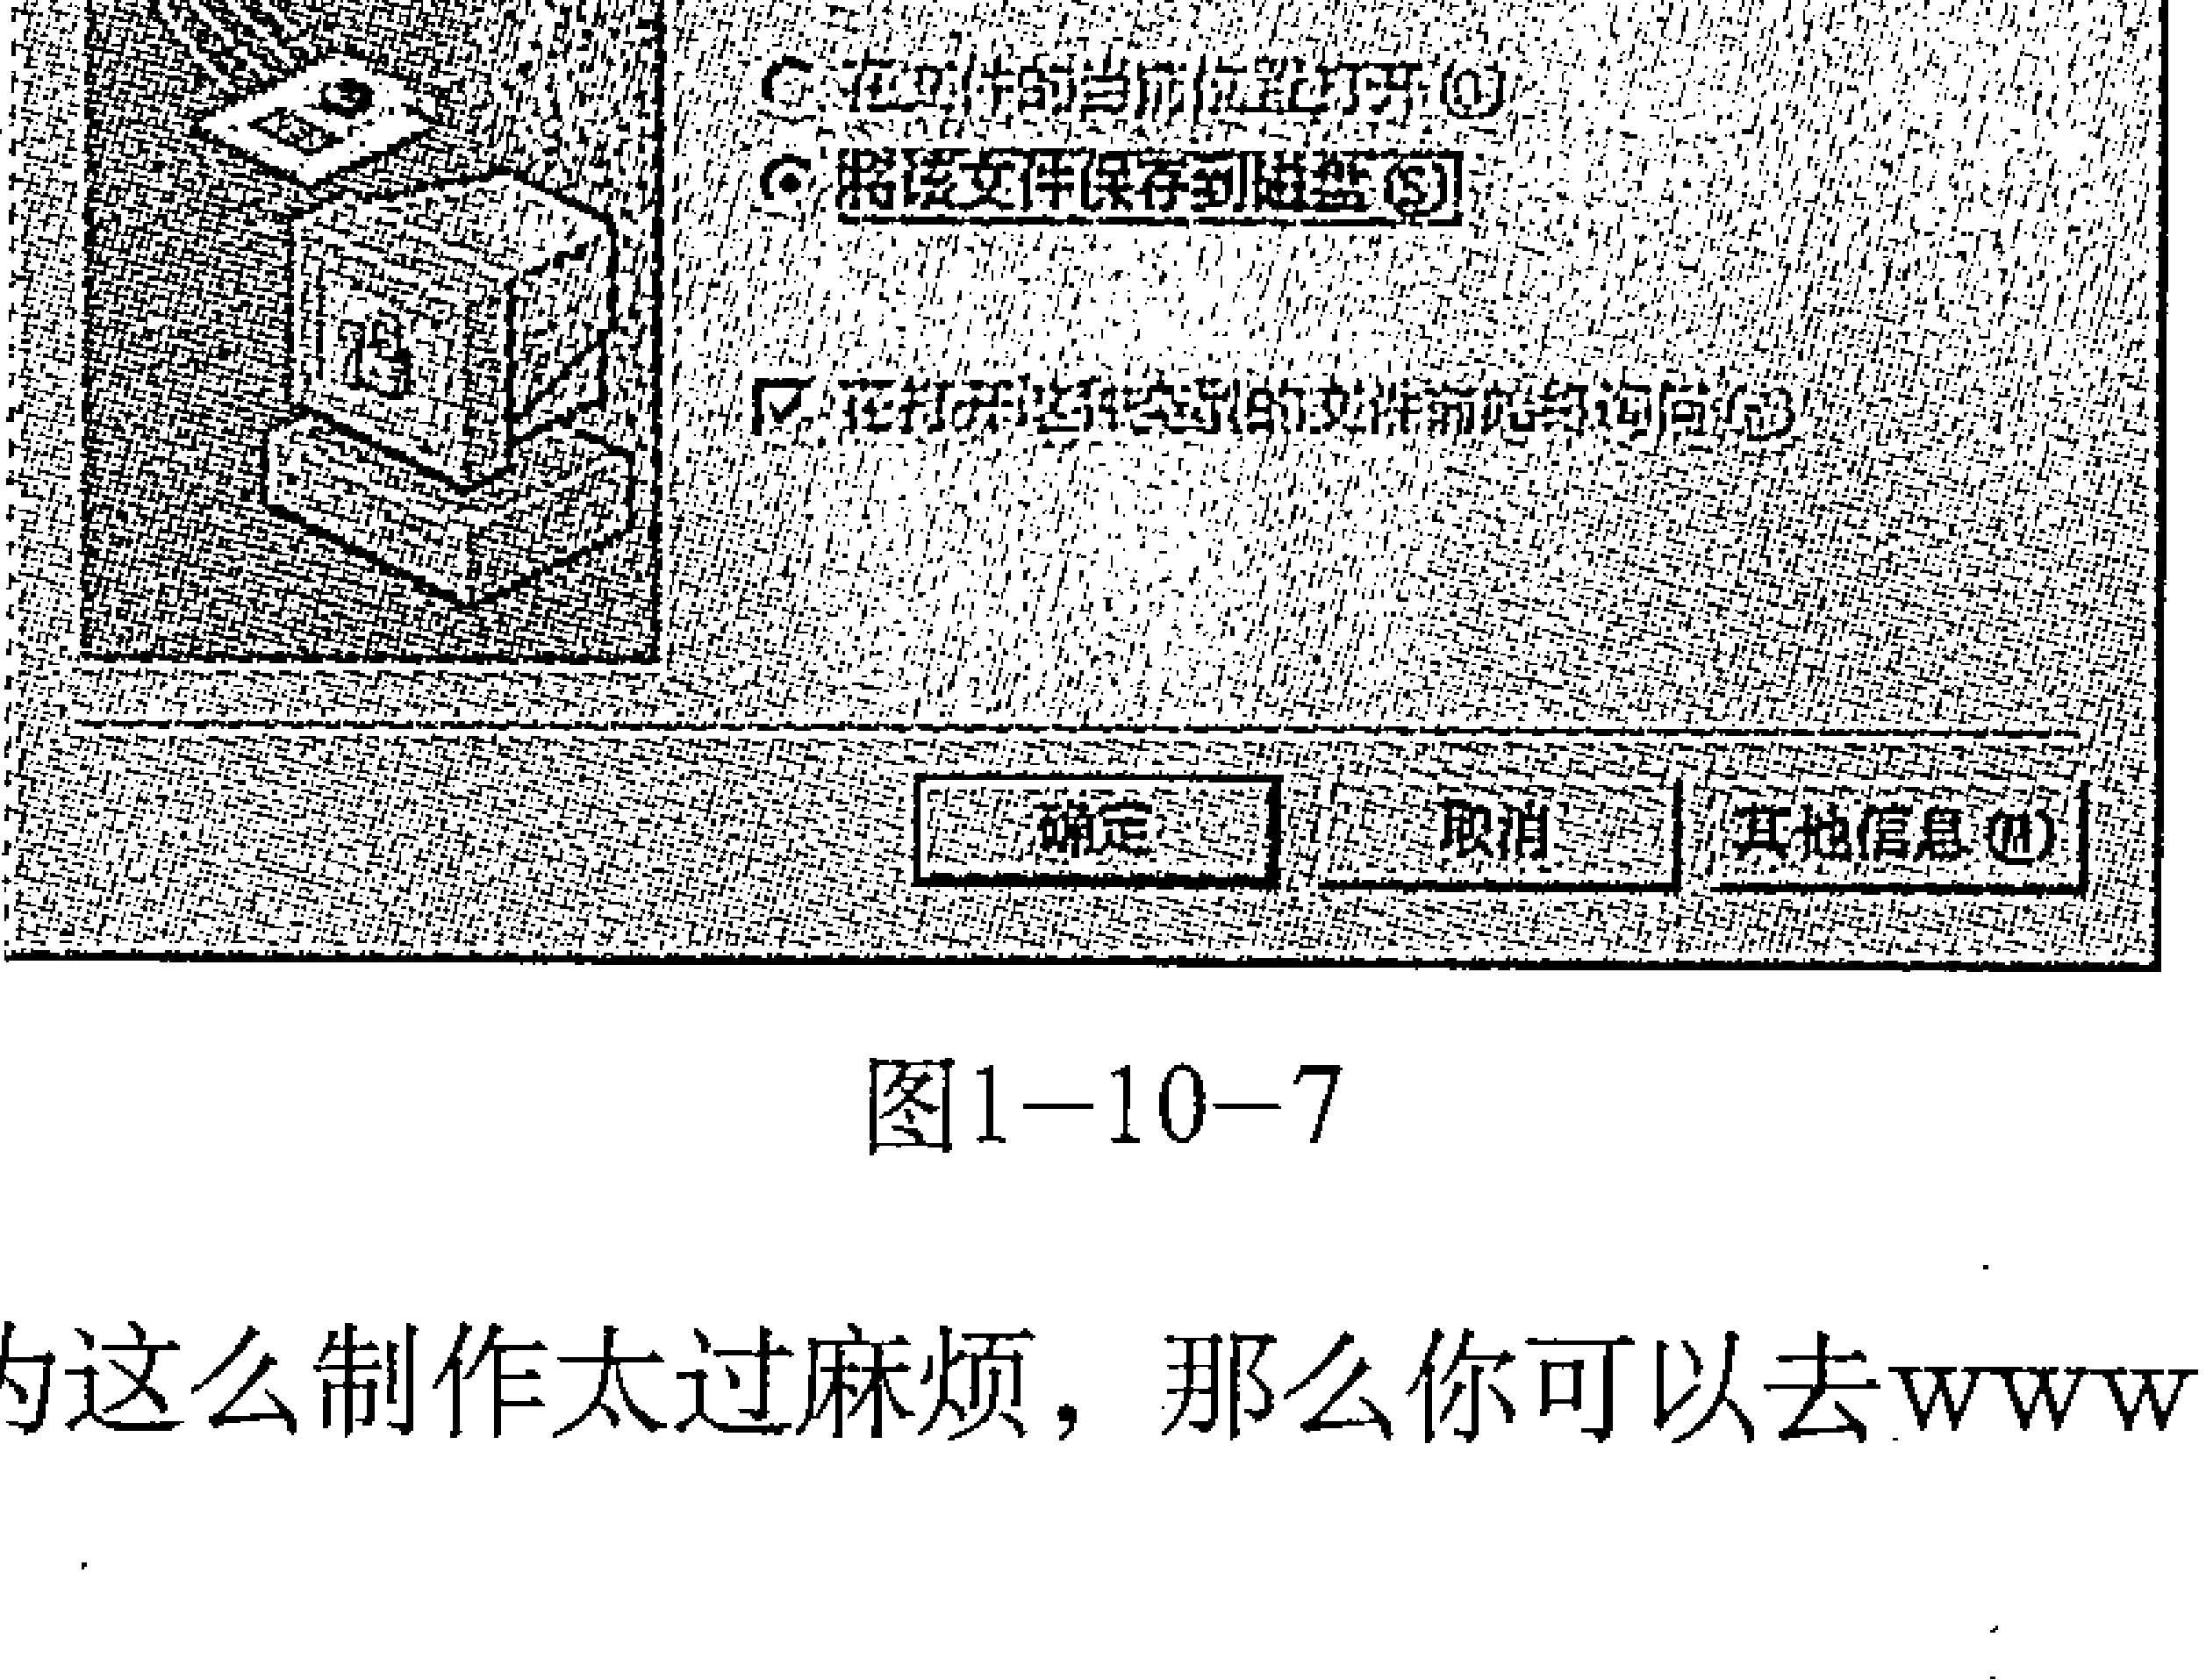 在文件的当前位置打开(O)
将该文件保存到磁盘(S)
在打开这种类型的文件前始终询问(W)
确定 取消 其他信息(M)
图1-10-7
这么制作太过麻烦，那么你可以去www